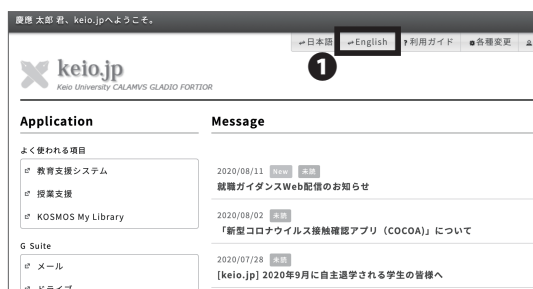 慶應 太郎 君、keio.jpへようこそ。
日本語 English ?利用ガイド 各種変更
1
keio.jp
Keio University CALAMVS GLADIO FORTIOR
Application
Message
よく使われる項目
教育支援システム
授業支援
KOSMOS My Library
G Suite
メール
ドライブ
2020/08/11 New 未読
就職ガイダンスWeb配信のお知らせ
2020/08/02 未読
「新型コロナウイルス接触確認アプリ（COCOA）」について
2020/07/28 未読
[keio.jp] 2020年9月に自主退学される学生の皆様へ